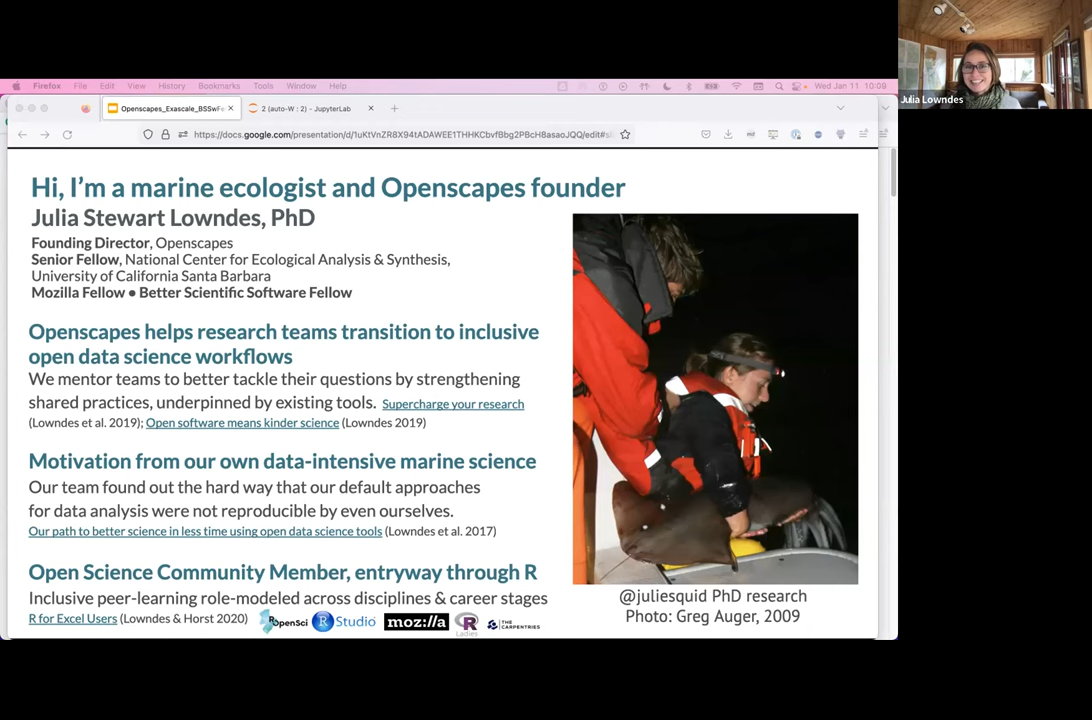 Firefox File Edit View History Bookmarks Tools Window Help
Wed Jan 11 10:09
Julia Lowndes
Openscapes_Exascale_BSSwFe
2 (auto-W : 2) - JupyterLab
Hi, I'm a marine ecologist and Openscapes founder
Julia Stewart Lowndes, PhD
Founding Director, Openscapes
Senior Fellow, National Center for Ecological Analysis & Synthesis,
University of California Santa Barbara
Mozilla Fellow • Better Scientific Software Fellow
Openscapes helps research teams transition to inclusive
open data science workflows
We mentor teams to better tackle their questions by strengthening
shared practices, underpinned by existing tools. Supercharge your research
(Lowndes et al. 2019); Open software means kinder science (Lowndes 2019)
Motivation from our own data-intensive marine science
Our team found out the hard way that our default approaches
for data analysis were not reproducible by even ourselves.
Our path to better science in less time using open data science tools (Lowndes et al. 2017)
Open Science Community Member, entryway through R
Inclusive peer-learning role-modeled across disciplines & career stages
R for Excel Users (Lowndes & Horst 2020) rOpenSci R Studio moz://a R Ladies THE CARPENTRIES
@juliesquid PhD research
Photo: Greg Auger, 2009